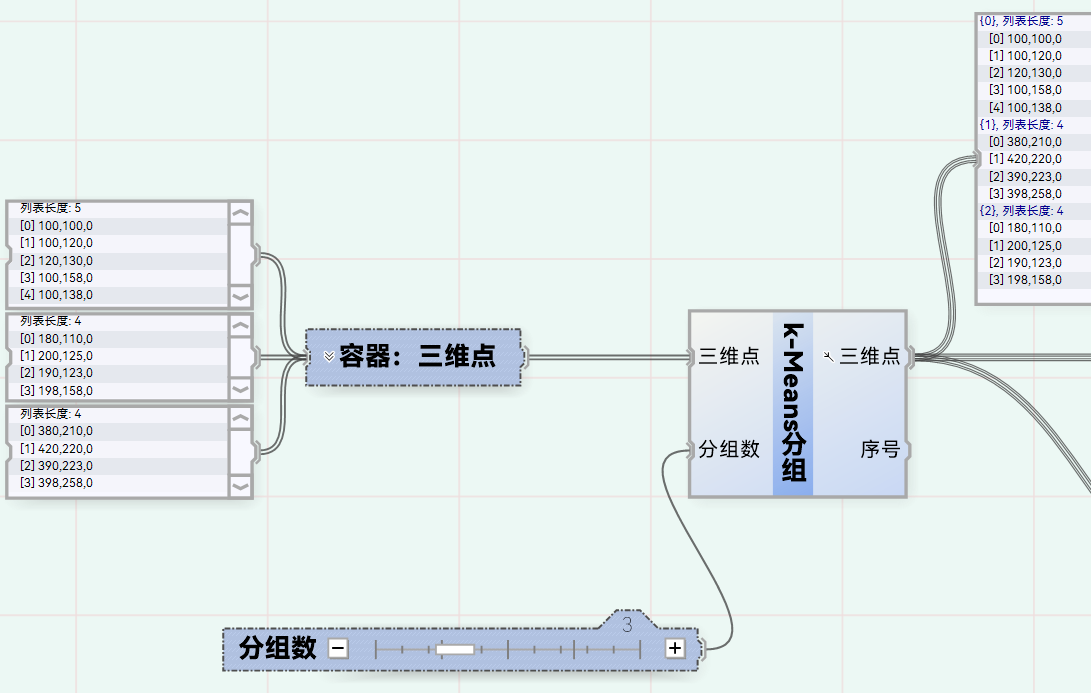 {0}, 列表长度: 5
[0] 100,100,0
[1] 100,120,0
[2] 120,130,0
[3] 100,158,0
[4] 100,138,0
{1}, 列表长度: 4
[0] 380,210,0
[1] 420,220,0
[2] 390,223,0
[3] 398,258,0
{2}, 列表长度: 4
[0] 180,110,0
[1] 200,125,0
[2] 190,123,0
[3] 198,158,0
列表长度: 5
[0] 100,100,0
[1] 100,120,0
[2] 120,130,0
[3] 100,158,0
[4] 100,138,0
列表长度: 4
[0] 180,110,0
[1] 200,125,0
[2] 190,123,0
[3] 198,158,0
列表长度: 4
[0] 380,210,0
[1] 420,220,0
[2] 390,223,0
[3] 398,258,0
容器：三维点
三维点
分组数
k-Means分组
三维点
序号
分组数
3